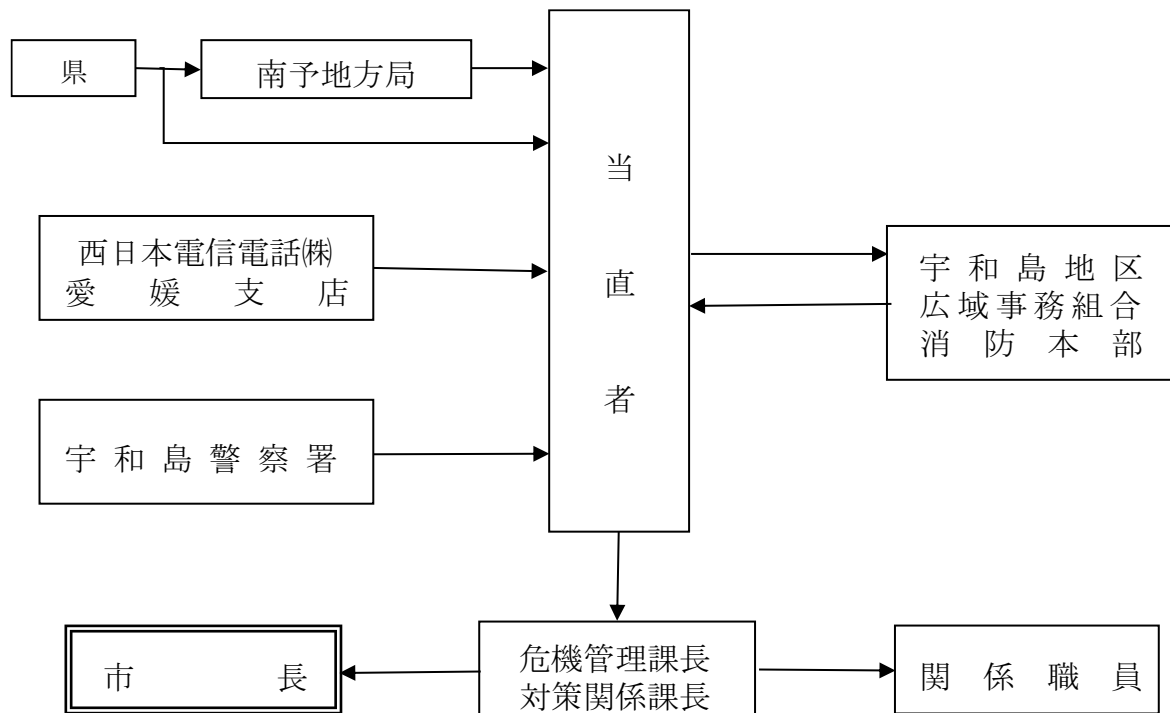 県
南予地方局
当
直
者
西日本電信電話㈱
愛媛支店
宇和島地区
広域事務組合
消防本部
宇和島警察署
市長
危機管理課長
対策関係課長
関係職員